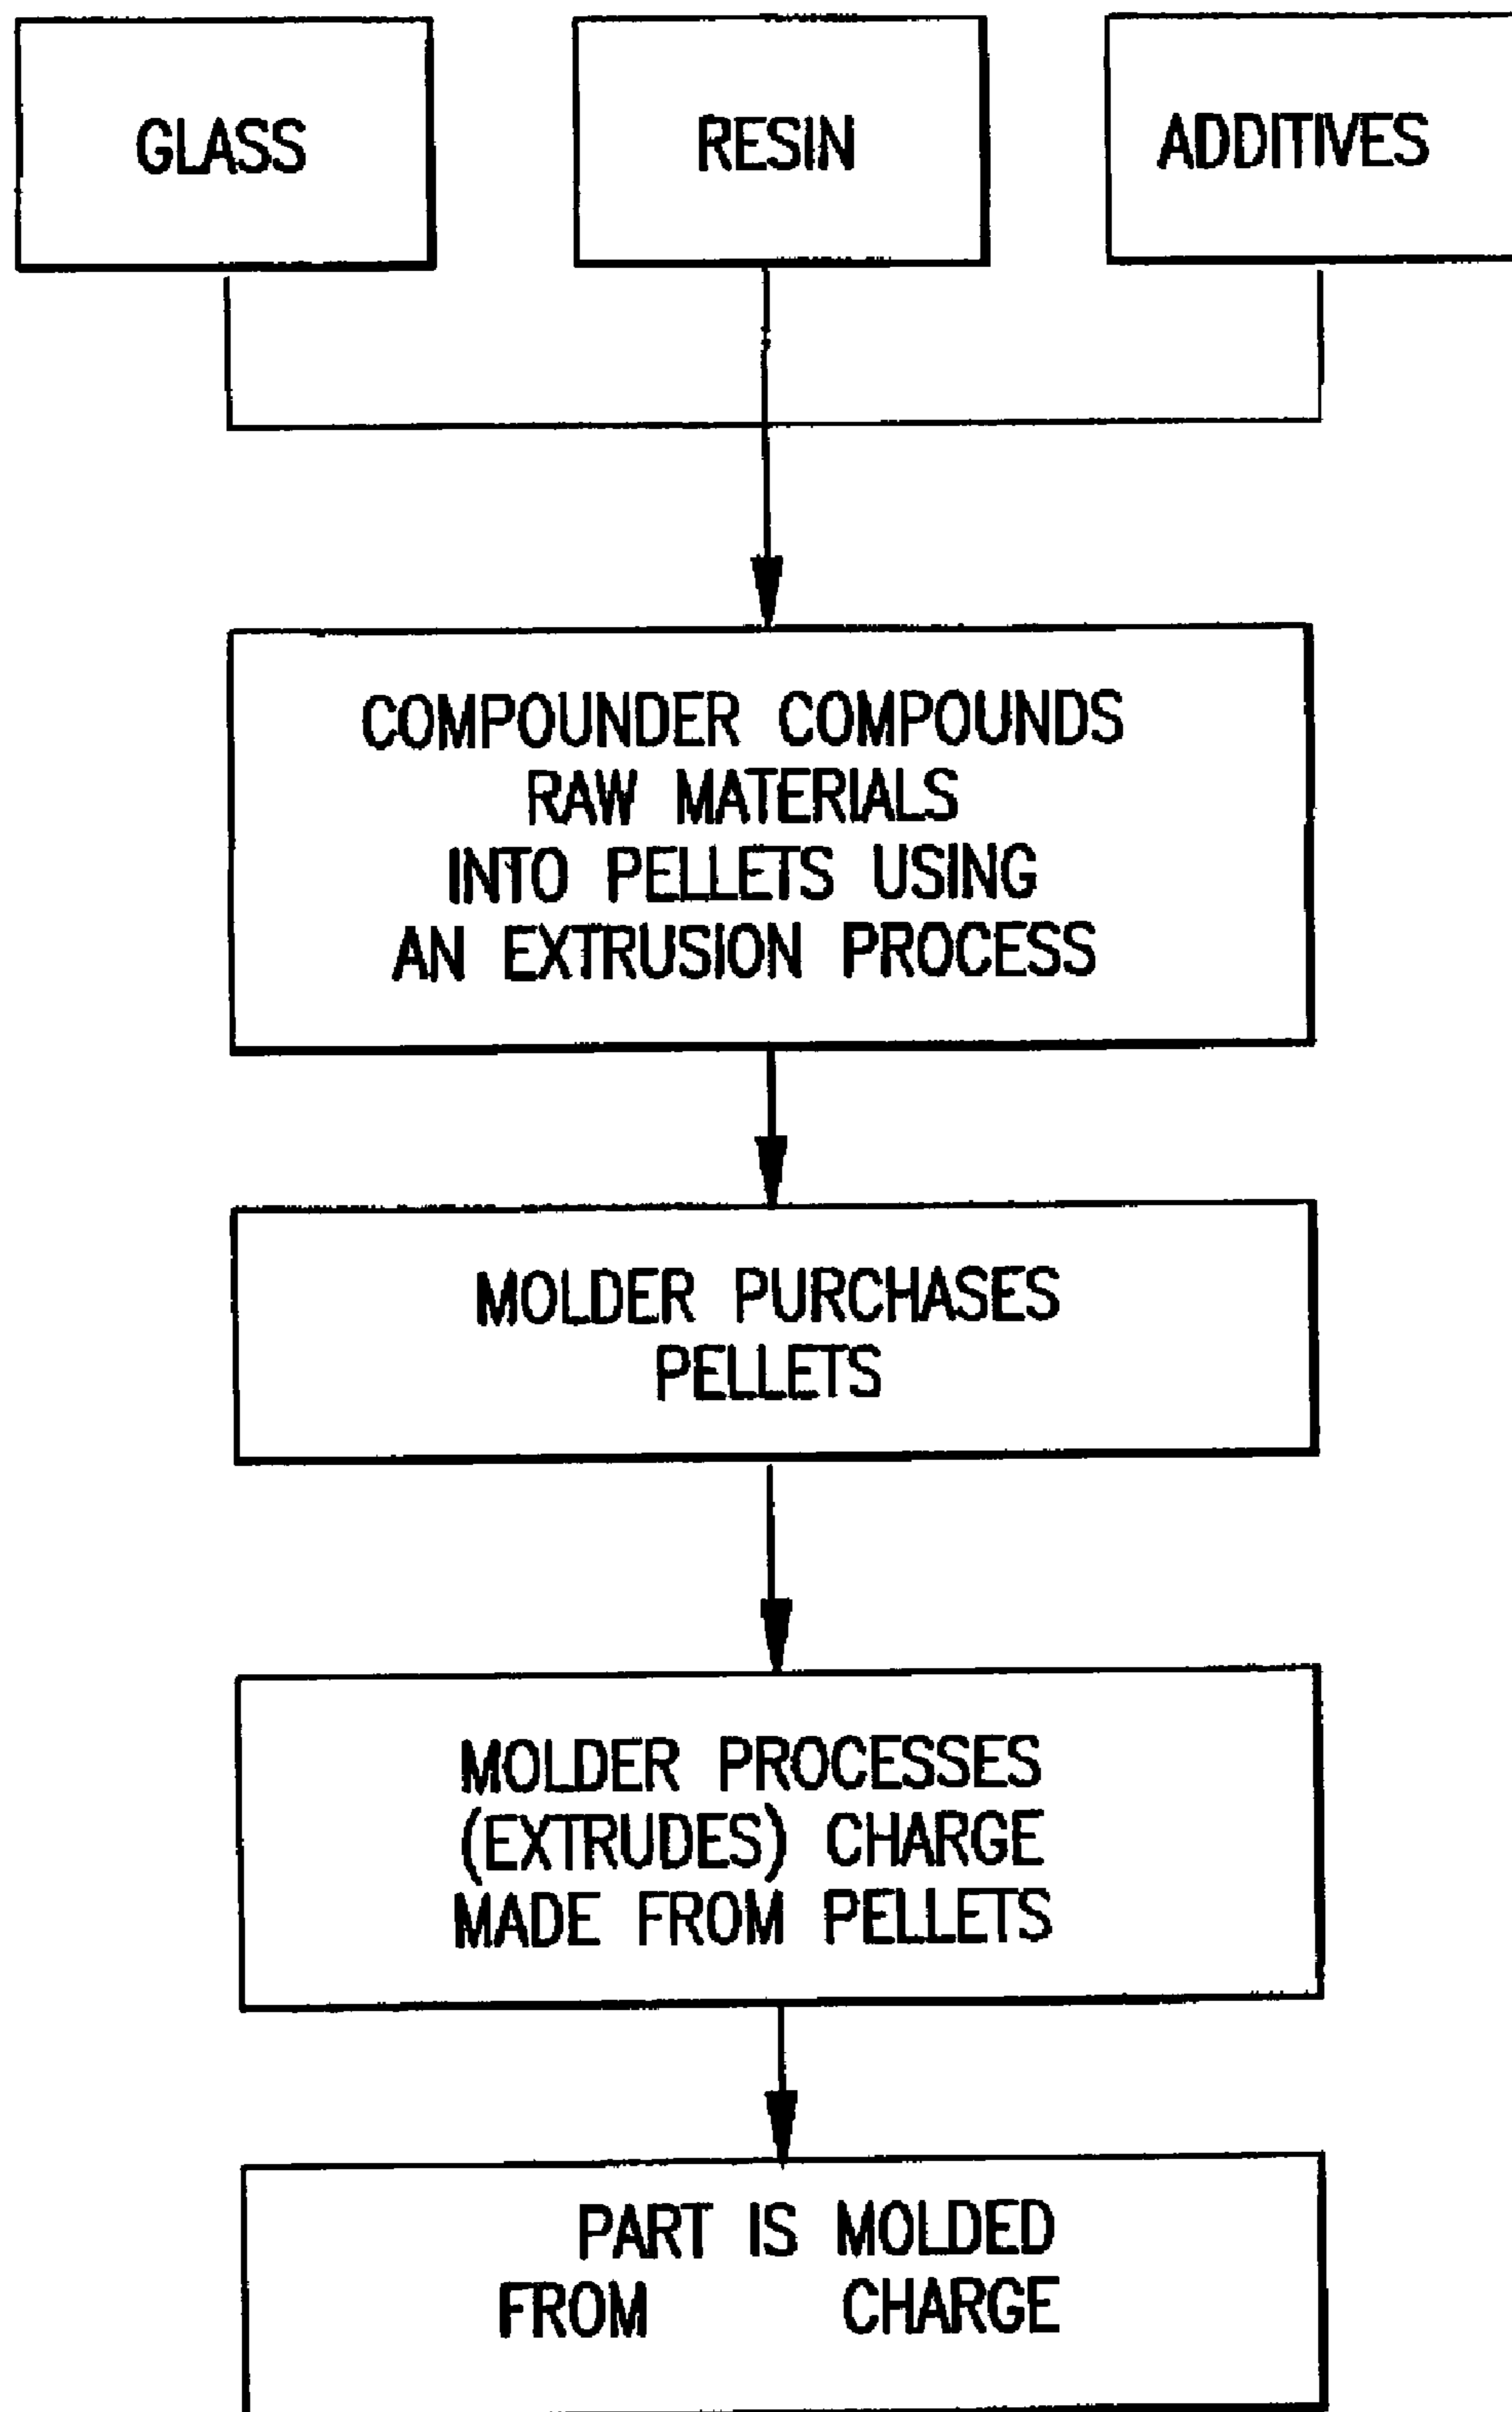 GLASS
RESIN
ADDITIVES
COMPOUNDER COMPOUNDS
RAW MATERIALS
INTO PELLETS USING
AN EXTRUSION PROCESS
MOLDER PURCHASES
PELLETS
MOLDER PROCESSES
(EXTRUDES) CHARGE
MADE FROM PELLETS
PART IS MOLDED
FROM CHARGE